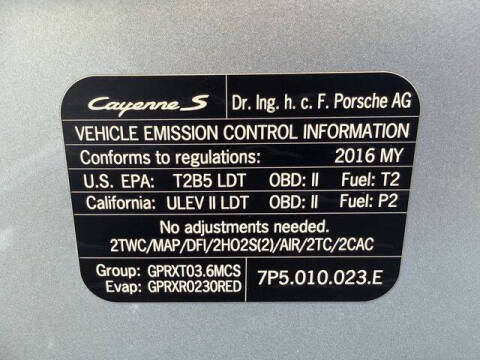 Cayenne S Dr. Ing. h. c. F. Porsche AG
VEHICLE EMISSION CONTROL INFORMATION
Conforms to regulations: 2016 MY
U.S. EPA: T2B5 LDT OBD: II Fuel: T2
California: ULEV II LDT OBD: II Fuel: P2
No adjustments needed.
2TWC/MAP/DFI/2HO2S(2)/AIR/2TC/2CAC
Group: GPRXT03.6MCS
Evap: GPRXR0230RED
7P5.010.023.E